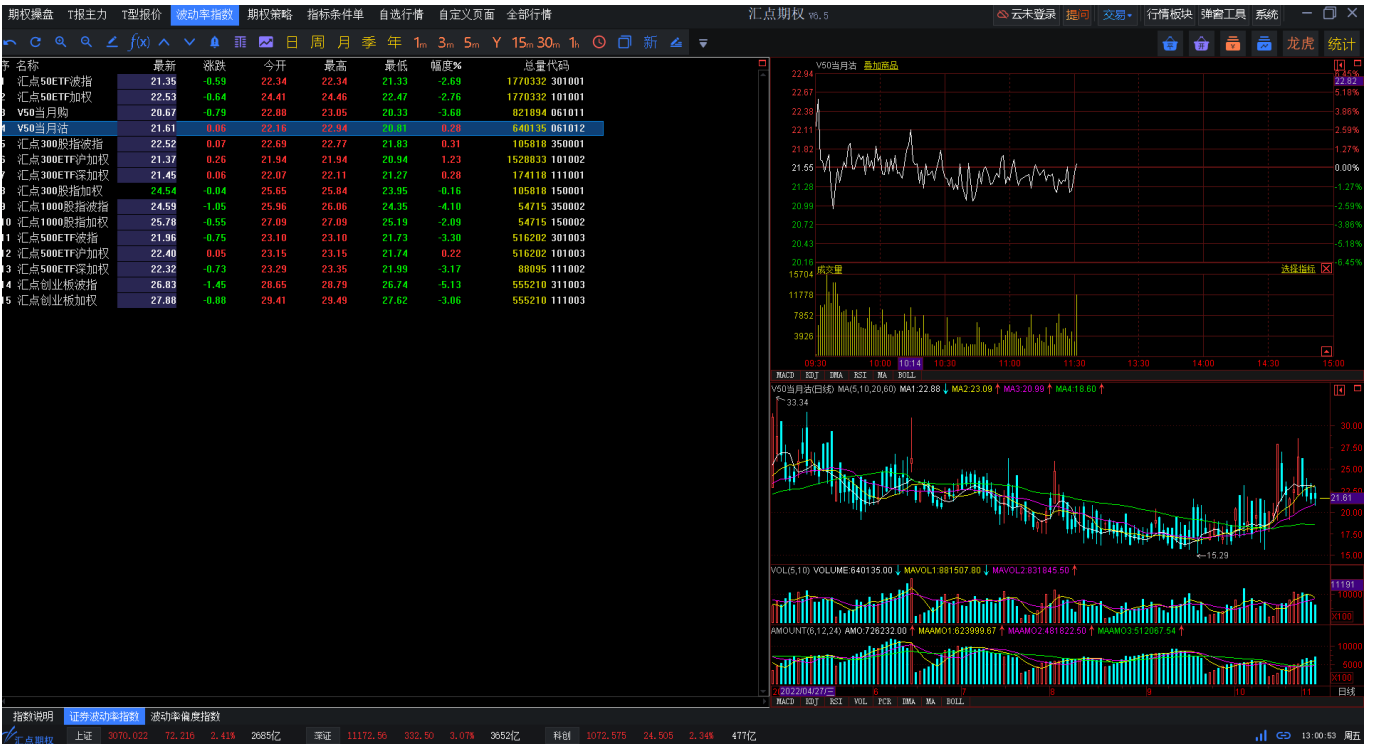 期权操盘 T报主力 T型报价 波动率指数 期权策略 指标条件单 自选行情 自定义页面 全部行情 汇点期权 v6.5 云未登录 提问 交易 行情板块 弹窗工具 系统
f(x) 日 周 月 季 年 1m 3m 5m Y 15m 30m 1h 新 龙虎 统计
序 名称 最新 涨跌 今开 最高 最低 幅度% 总量 代码
1 汇点50ETF波指 21.35 -0.59 22.34 22.34 21.33 -2.69 1770332 301001
2 汇点50ETF加权 22.53 -0.64 24.41 24.46 22.47 -2.76 1770332 101001
3 V50当月购 20.67 -0.79 22.88 23.05 20.33 -3.68 821894 061011
4 V50当月沽 21.61 0.06 22.16 22.94 20.81 0.28 640135 061012
5 汇点300股指波指 22.52 0.07 22.69 22.77 21.83 0.31 105818 350001
6 汇点300ETF沪加权 21.37 0.26 21.94 21.94 20.94 1.23 1528833 101002
7 汇点300ETF深加权 21.45 0.06 22.07 22.11 21.27 0.28 174118 111001
8 汇点300股指加权 24.54 -0.04 25.65 25.84 23.95 -0.16 105818 150001
9 汇点1000股指波指 24.59 -1.05 25.96 26.06 24.35 -4.10 54715 350002
10 汇点1000股指加权 25.78 -0.55 27.09 27.09 25.19 -2.09 54715 150002
11 汇点500ETF波指 21.96 -0.75 23.10 23.10 21.73 -3.30 516202 301003
12 汇点500ETF沪加权 22.40 0.05 23.15 23.15 21.74 0.22 516202 101003
13 汇点500ETF深加权 22.32 -0.73 23.29 23.35 21.99 -3.17 88095 111002
14 汇点创业板波指 26.83 -1.45 28.65 28.79 26.74 -5.13 555210 311003
15 汇点创业板加权 27.88 -0.88 29.41 29.49 27.62 -3.06 555210 111003
V50当月沽 叠加商品
22.94 6.45%
22.82
22.67 5.18%
22.39 3.86%
22.11 2.59%
21.82 1.27%
21.55 0.00%
21.28 -1.27%
20.99 -2.59%
20.72 -3.86%
20.43 -5.18%
20.16 -6.45%
15704 成交量 选择指标
11778
7852
3926
09:30 10:00 10:14 10:30 11:00 11:30 13:30 14:00 14:30 15:00
MACD KDJ DMA RSI MA BOLL
V50当月沽(日线) MA(5,10,20,60) MA1:22.88↓ MA2:23.09↑ MA3:20.99↑ MA4:18.60↑
33.34
30.00
27.50
25.00
22.50
21.61
20.00
17.50
15.00
15.29
VOL(5,10) VOLUME:640135.00↓ MAVOL1:881507.80↓ MAVOL2:831845.50↑
11191
10000
X100
AMOUNT(6,12,24) AMO:726232.00↑ MAAMO1:623999.67↑ MAAMO2:481822.50↑ MAAMO3:512067.54↑
10000
5000
X100
2022/04/27/三 6 7 8 9 10 11 日线
MACD KDJ RSI VOL PCR DMA MA BOLL
指数说明 证券波动率指数 波动率偏度指数
汇点期权 上证 3070.022 72.216 2.41% 2685亿 深证 11172.56 332.50 3.07% 3652亿 科创 1072.575 24.505 2.34% 477亿 13:00:53 周五